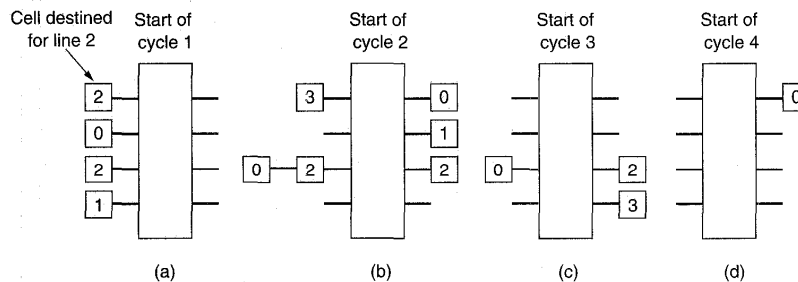 Cell destined
for line 2
Start of
cycle 1
Start of
cycle 2
Start of
cycle 3
Start of
cycle 4
2
0
2
1
3
0 2
0
1
2
0
2
3
0
(a)
(b)
(c)
(d)